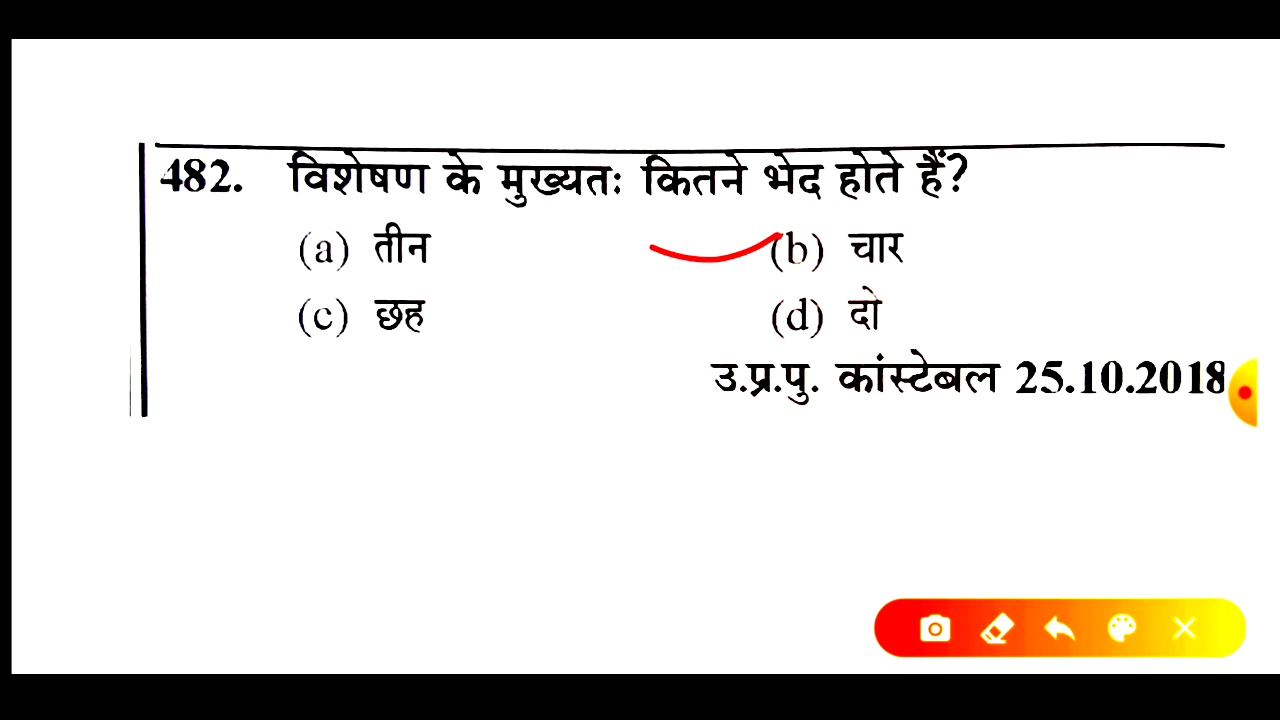 482. विशेषण के मुख्यतः कितने भेद होते हैं?
(a) तीन (b) चार
(c) छह (d) दो
उ.प्र.पु. कांस्टेबल 25.10.2018